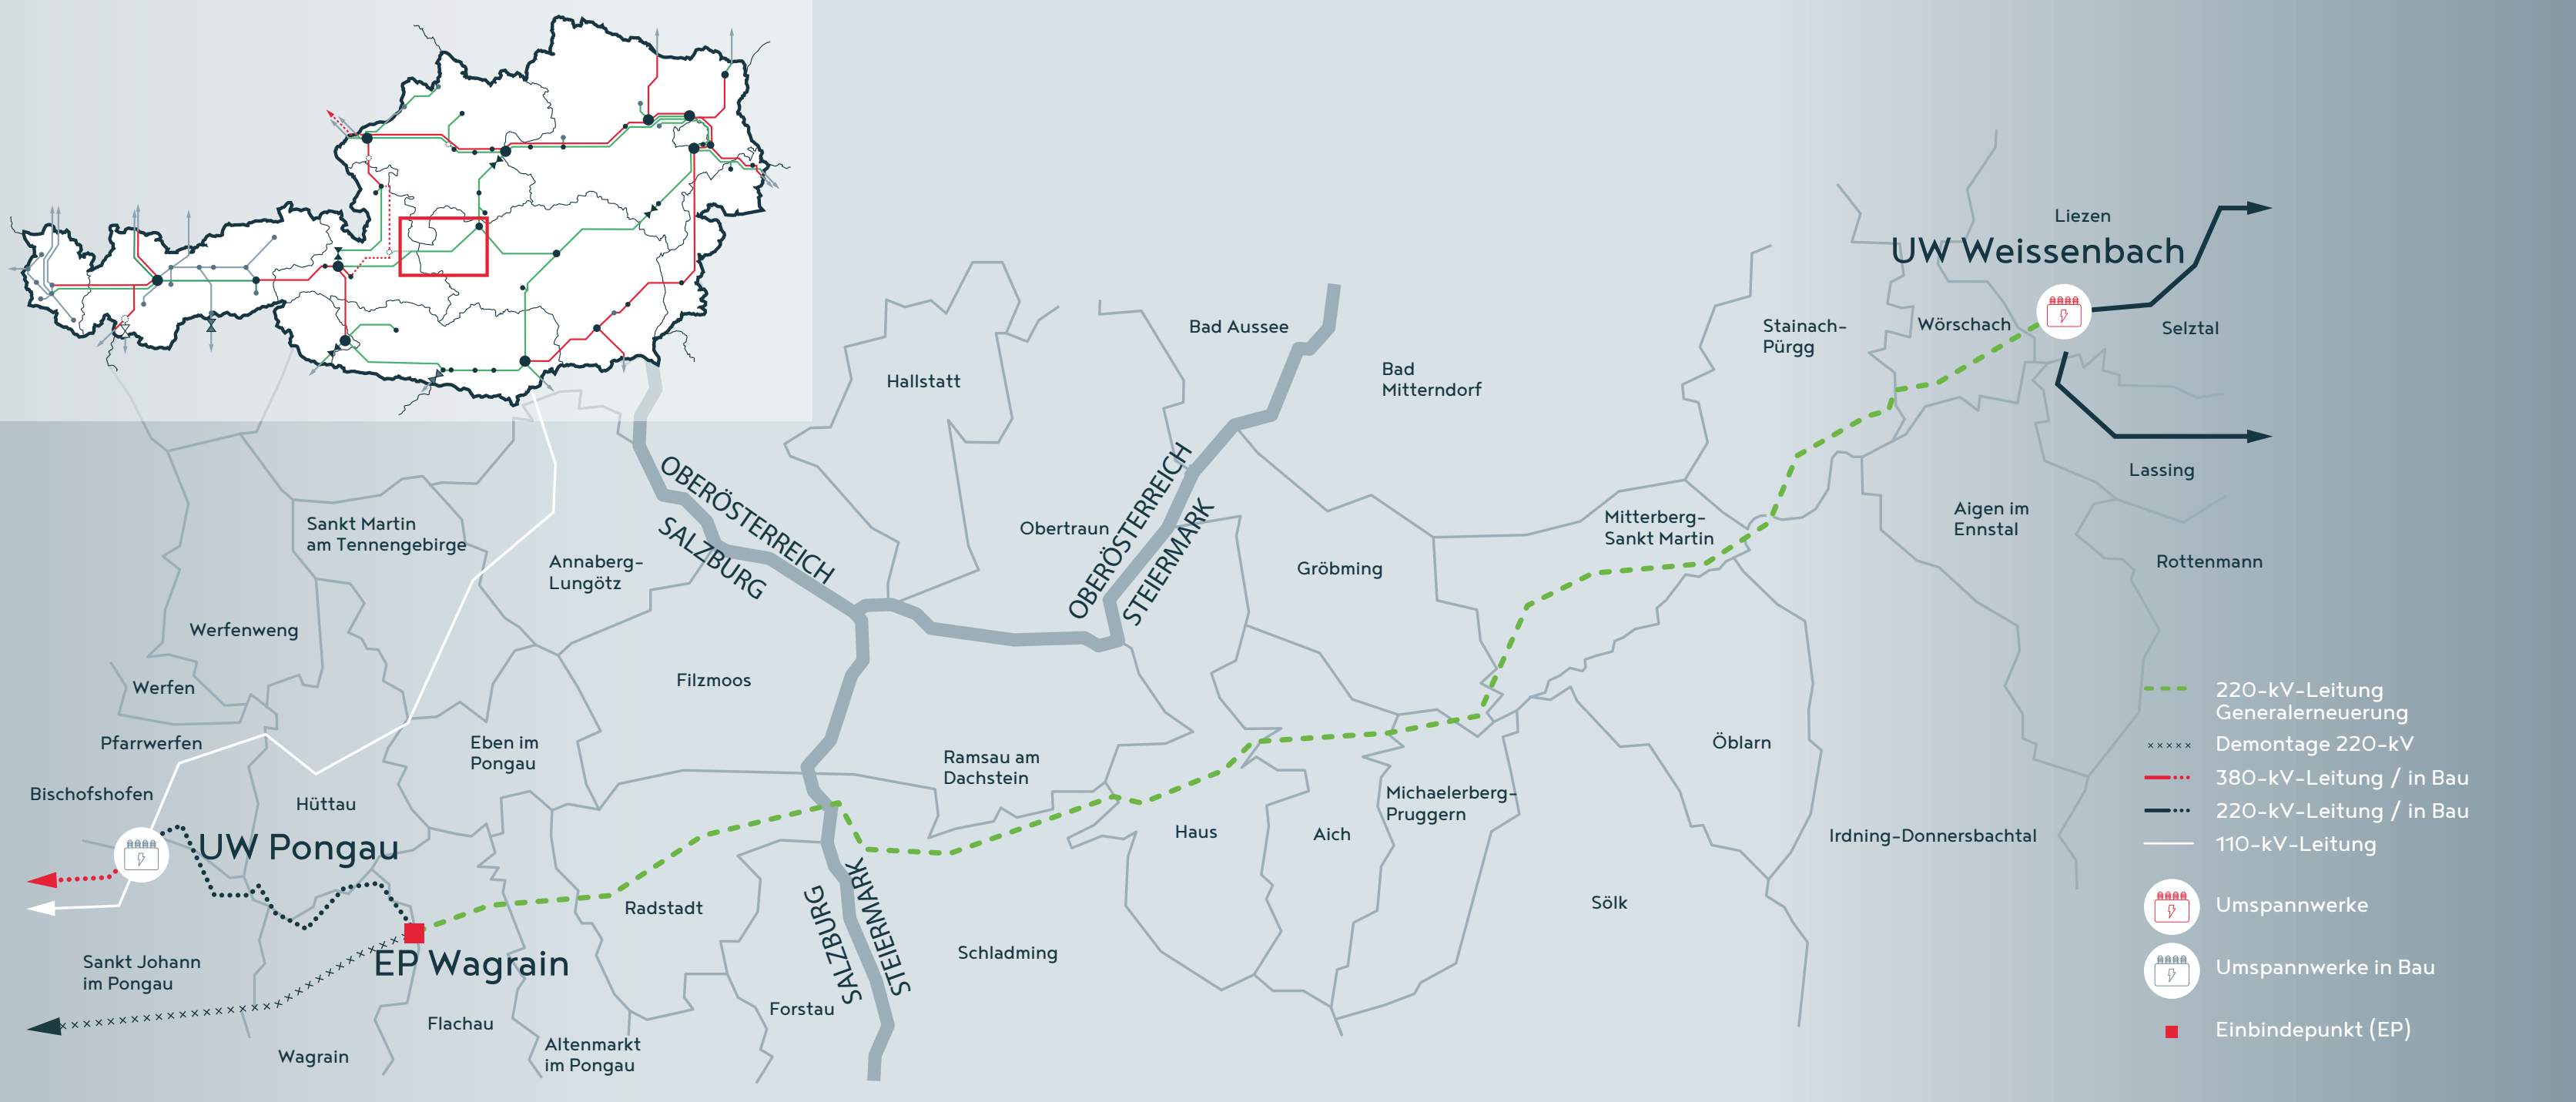 Liezen
UW Weissenbach
Wörschach
Selztal
Stainach-
Pürgg
Bad Aussee
Bad
Mitterndorf
Hallstatt
Lassing
OBERÖSTERREICH
SALZBURG
OBERÖSTERREICH
STEIERMARK
Sankt Martin
am Tennengebirge
Obertraun
Mitterberg-
Sankt Martin
Aigen im
Ennstal
Annaberg-
Lungötz
Gröbming
Rottenmann
Werfenweng
Werfen
Filzmoos
Pfarrwerfen
Eben im
Pongau
Ramsau am
Dachstein
Öblarn
Bischofshofen
Hüttau
Michaelerberg-
Pruggern
Haus
Aich
Irdning-Donnersbachtal
UW Pongau
Radstadt
Sölk
SALZBURG
STEIERMARK
Schladming
EP Wagrain
Sankt Johann
im Pongau
Forstau
Flachau
Wagrain
Altenmarkt
im Pongau
220-kV-Leitung
Generalerneuerung
Demontage 220-kV
380-kV-Leitung / in Bau
220-kV-Leitung / in Bau
110-kV-Leitung
Umspannwerke
Umspannwerke in Bau
Einbindepunkt (EP)